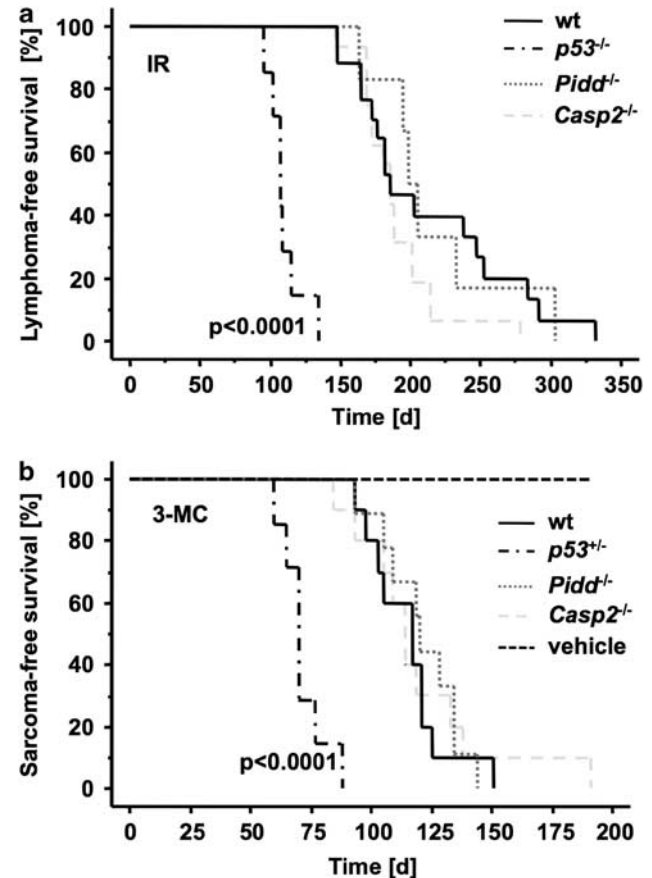 a
Lymphoma-free survival [%]
100
80
60
40
20
0
IR
wt
p53-/-
Pidd-/-
Casp2-/-
p<0.0001
0 50 100 150 200 250 300 350
Time [d]
b
Sarcoma-free survival [%]
100
80
60
40
20
0
3-MC
wt
p53+/-
Pidd-/-
Casp2-/-
vehicle
p<0.0001
0 25 50 75 100 125 150 175 200
Time [d]